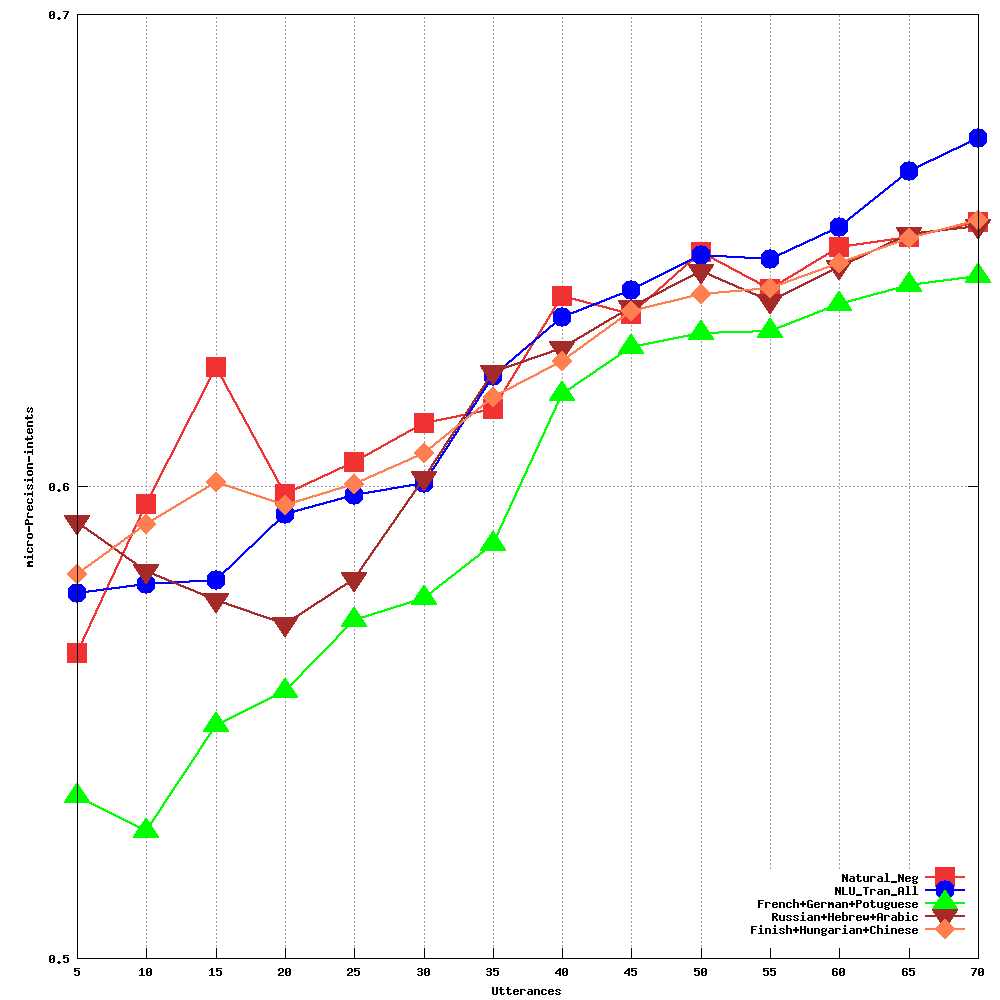 0.7
0.6
0.5
micro-Precision-intents
Natural_Neg
NLU_Tran_All
French+German+Potuguese
Russian+Hebrew+Arabic
Finish+Hungarian+Chinese
5 10 15 20 25 30 35 40 45 50 55 60 65 70
Utterances